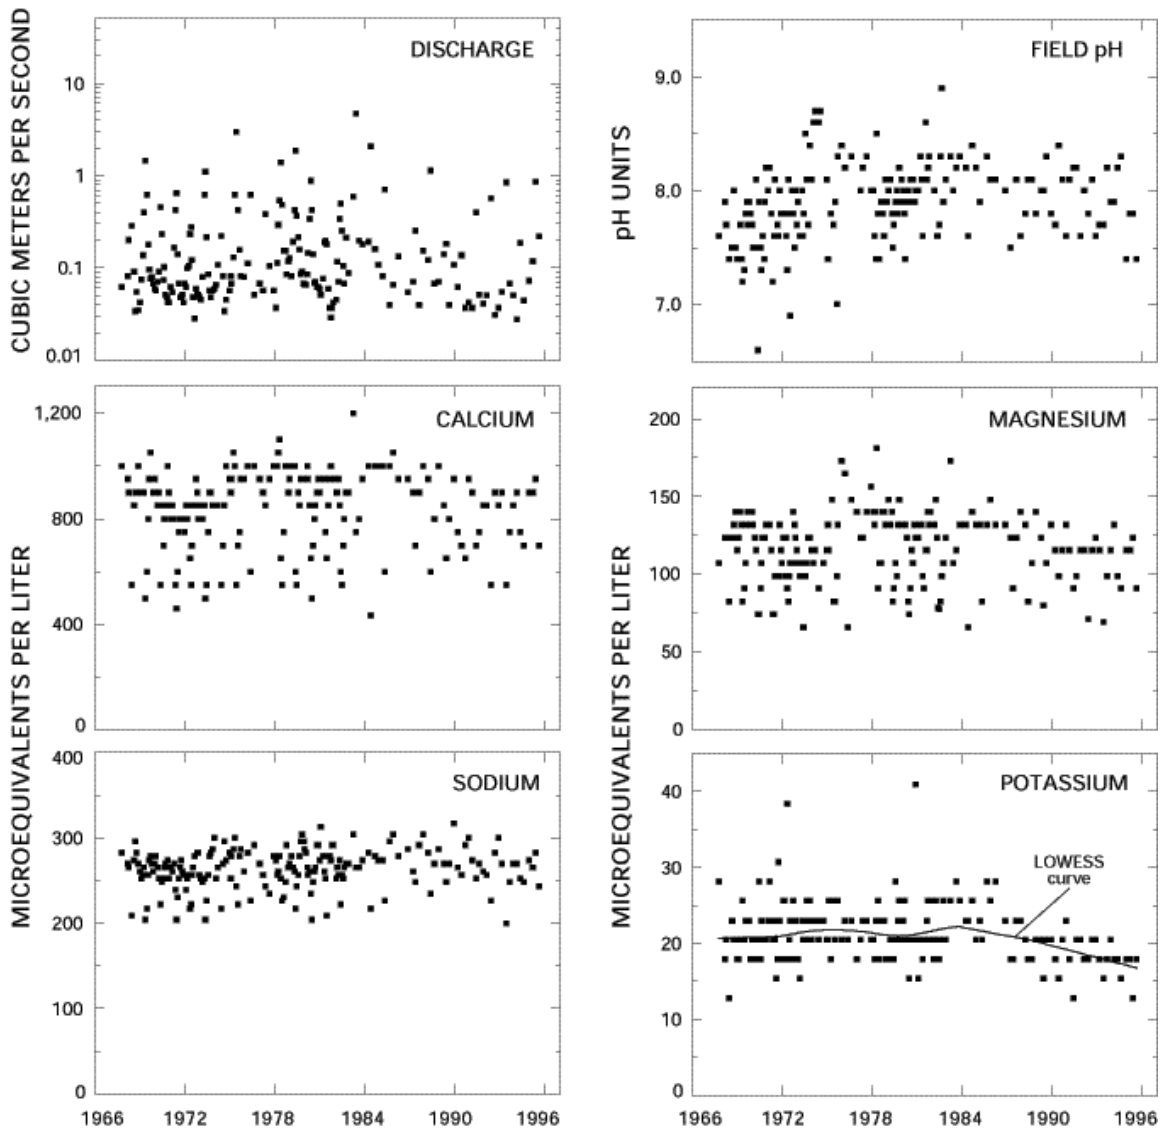 CUBIC METERS PER SECOND
DISCHARGE
10
1
0.1
0.01
pH UNITS
FIELD pH
9.0
8.0
7.0
MICROEQUIVALENTS PER LITER
CALCIUM
1,200
800
400
0
MICROEQUIVALENTS PER LITER
MAGNESIUM
200
150
100
50
0
SODIUM
400
300
200
100
0
1966 1972 1978 1984 1990 1996
POTASSIUM
40
30
20
10
0
LOWESS
curve
1966 1972 1978 1984 1990 1996